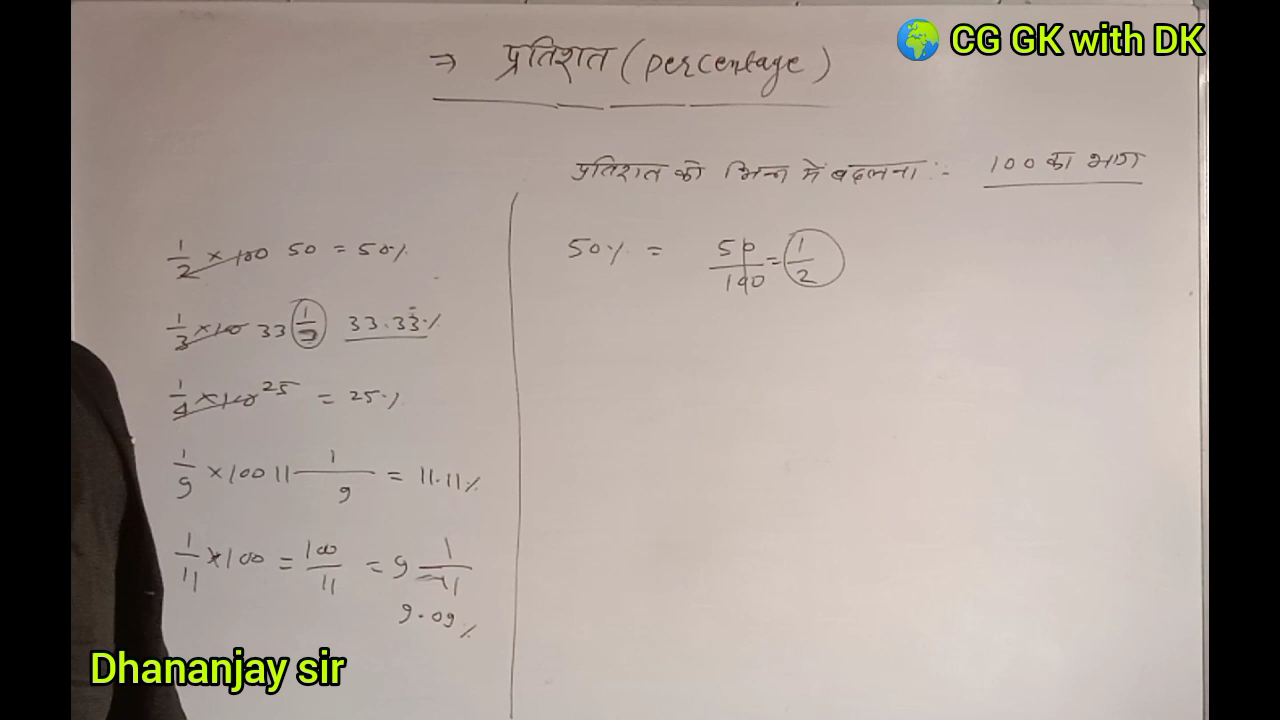 CG GK with DK
⇒ प्रतिशत (percentage)
प्रतिशत को भिन्न में बदलना :- 100 का भाग
1/2 × 100 50 = 50%
1/3 × 100 33 1/3 33.33%
1/4 × 100 25 = 25%
1/9 × 100 11 1/9 = 11.11%
1/11 × 100 = 100/11 = 9 1/11
9.09%
50% = 50/100 = 1/2
Dhananjay sir